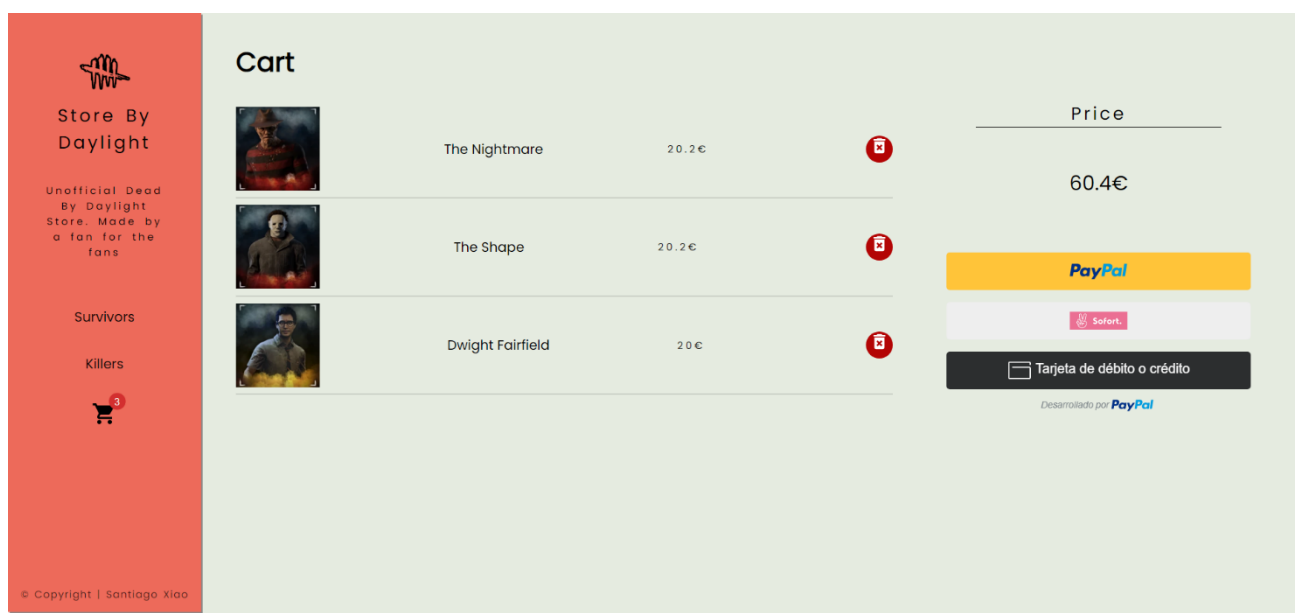 Store By
Daylight
Unofficial Dead
By Daylight
Store. Made by
a fan for the
fans
Survivors
Killers
3
© Copyright | Santiago Xiao
Cart
The Nightmare 20.2€
The Shape 20.2€
Dwight Fairfield 20€
Price
60.4€
PayPal
Sofort.
Tarjeta de débito o crédito
Desarrollado por PayPal